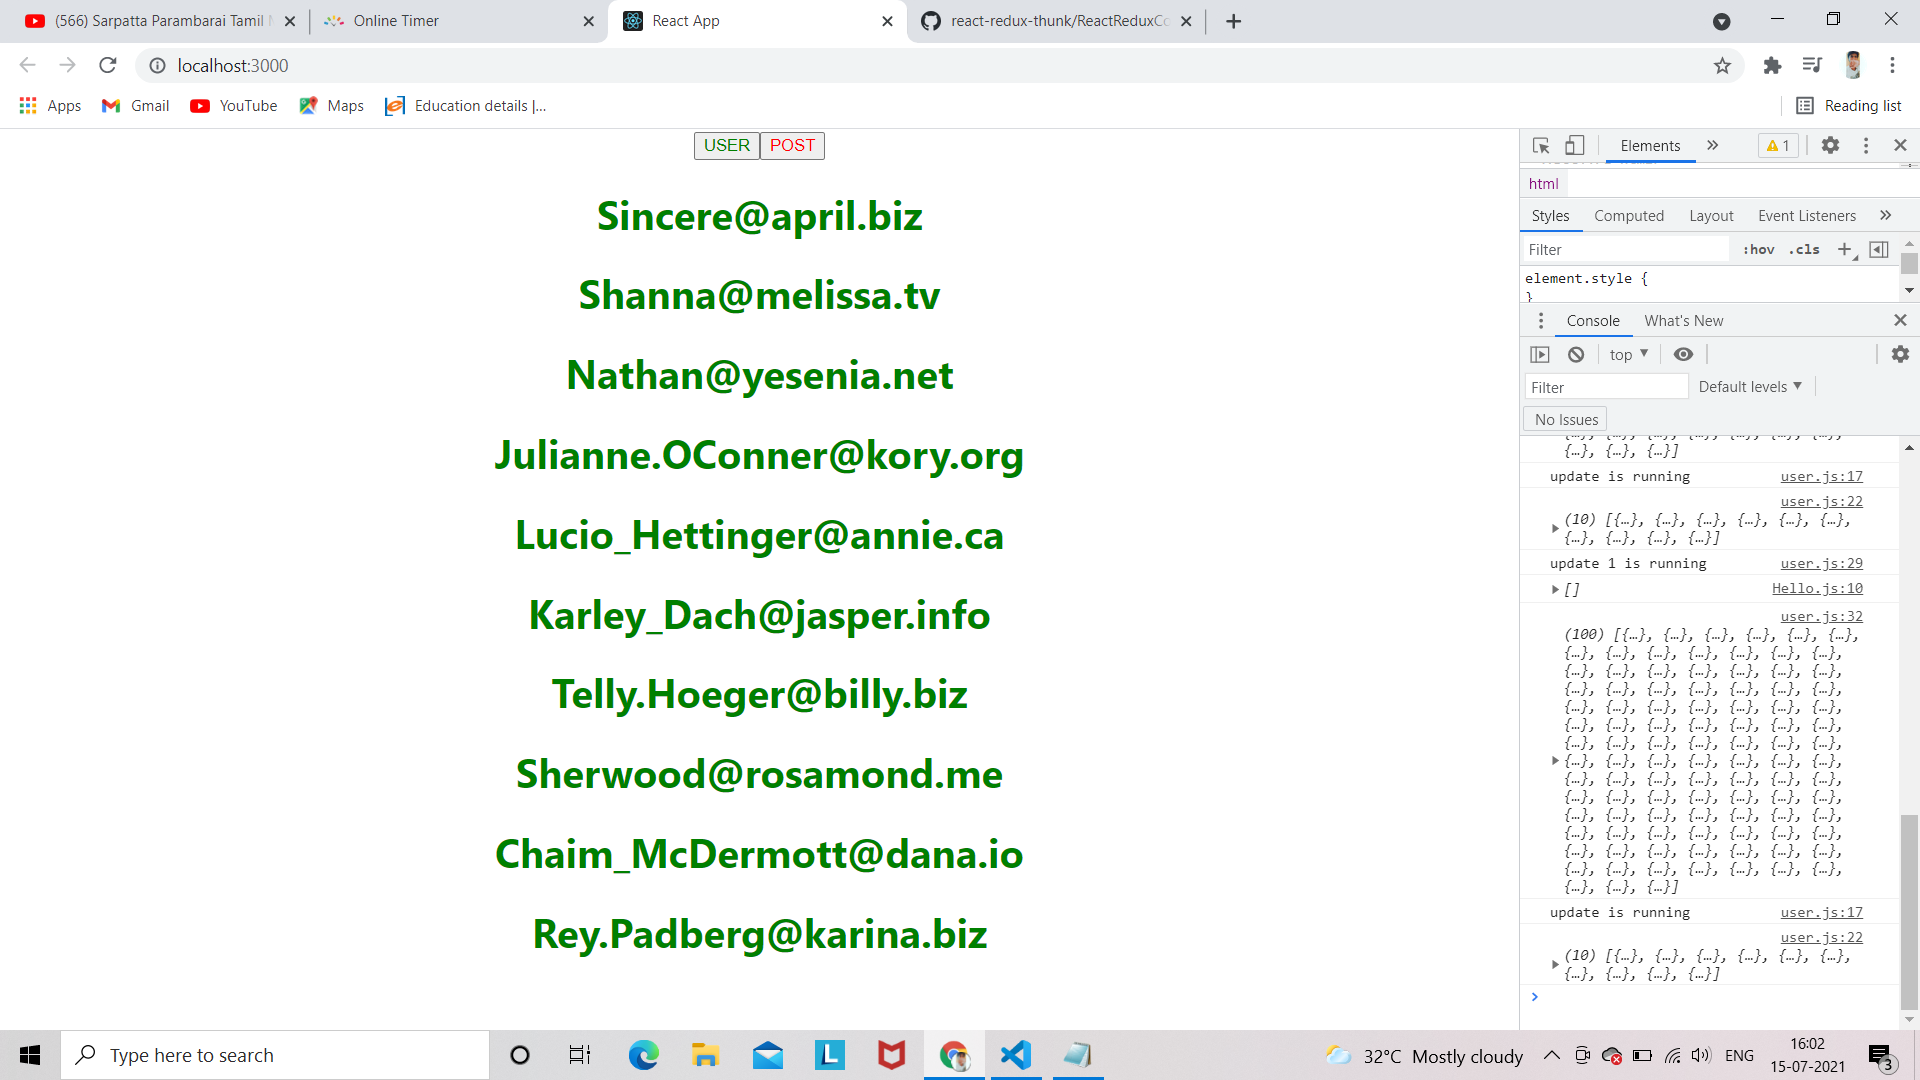 (566) Sarpatta Parambarai Tamil
Online Timer
React App
react-redux-thunk/ReactReduxCo
localhost:3000
Apps
Gmail
YouTube
Maps
Education details |...
Reading list
USER
POST
Sincere@april.biz
Shanna@melissa.tv
Nathan@yesenia.net
Julianne.OConner@kory.org
Lucio_Hettinger@annie.ca
Karley_Dach@jasper.info
Telly.Hoeger@billy.biz
Sherwood@rosamond.me
Chaim_McDermott@dana.io
Rey.Padberg@karina.biz
Elements
1
html
Styles
Computed
Layout
Event Listeners
Filter
:hov
.cls
element.style {
}
Console
What's New
top
Filter
Default levels
No Issues
{…}, {…}, {…}]
update is running user.js:17
user.js:22
(10) [{…}, {…}, {…}, {…}, {…}, {…},
{…}, {…}, {…}, {…}]
update 1 is running user.js:29
[] Hello.js:10
user.js:32
(100) [{…}, {…}, {…}, {…}, {…}, {…},
{…}, {…}, {…}, {…}, {…}, {…}, {…},
{…}, {…}, {…}, {…}, {…}, {…}, {…},
{…}, {…}, {…}, {…}, {…}, {…}, {…},
{…}, {…}, {…}, {…}, {…}, {…}, {…},
{…}, {…}, {…}, {…}, {…}, {…}, {…},
{…}, {…}, {…}, {…}, {…}, {…}, {…},
{…}, {…}, {…}, {…}, {…}, {…}, {…},
{…}, {…}, {…}, {…}, {…}, {…}, {…},
{…}, {…}, {…}, {…}, {…}, {…}, {…},
{…}, {…}, {…}, {…}, {…}, {…}, {…},
{…}, {…}, {…}, {…}, {…}, {…}, {…},
{…}, {…}, {…}, {…}, {…}, {…}, {…},
{…}, {…}, {…}, {…}, {…}, {…}, {…},
{…}, {…}, {…}]
update is running user.js:17
user.js:22
(10) [{…}, {…}, {…}, {…}, {…}, {…},
{…}, {…}, {…}, {…}]
Type here to search
L
32°C Mostly cloudy
ENG
16:02
15-07-2021
3